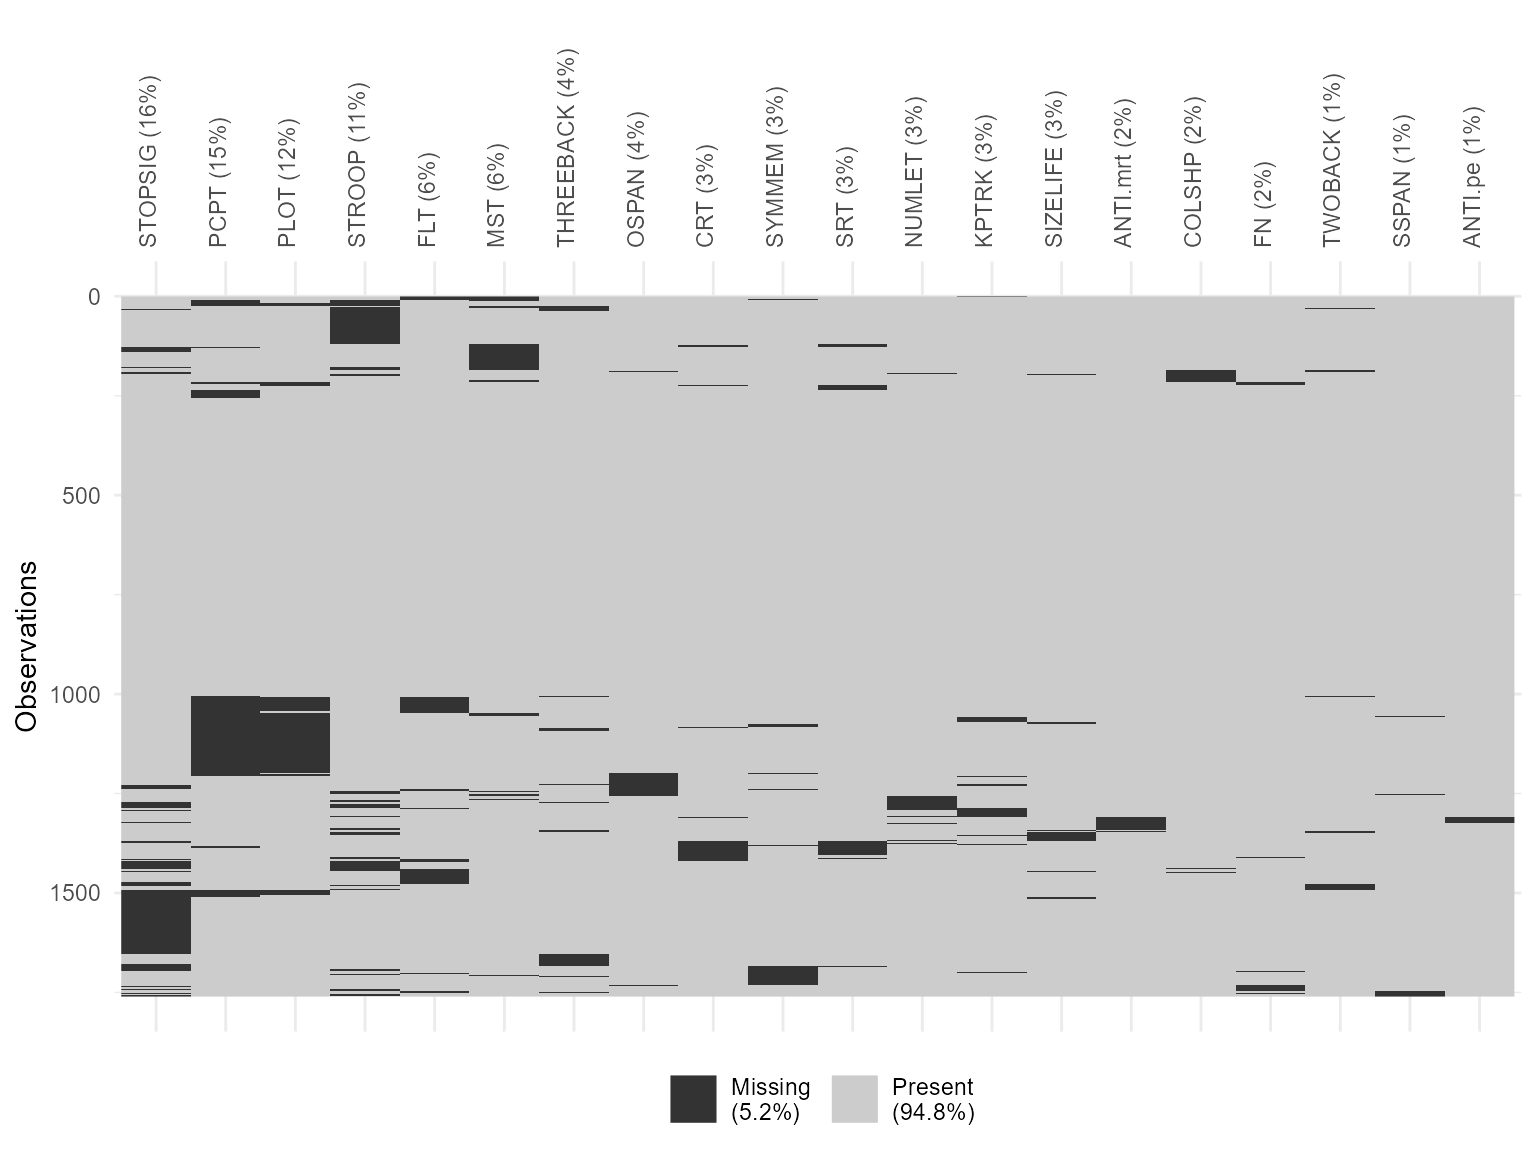 STOPSIG (16%)
PCPT (15%)
PLOT (12%)
STROOP (11%)
FLT (6%)
MST (6%)
THREEBACK (4%)
OSPAN (4%)
CRT (3%)
SYMMEM (3%)
SRT (3%)
NUMLET (3%)
KPTRK (3%)
SIZELIFE (3%)
ANTI.mrt (2%)
COLSHP (2%)
FN (2%)
TWOBACK (1%)
SSPAN (1%)
ANTI.pe (1%)
0
500
1000
1500
Observations
Missing
(5.2%)
Present
(94.8%)